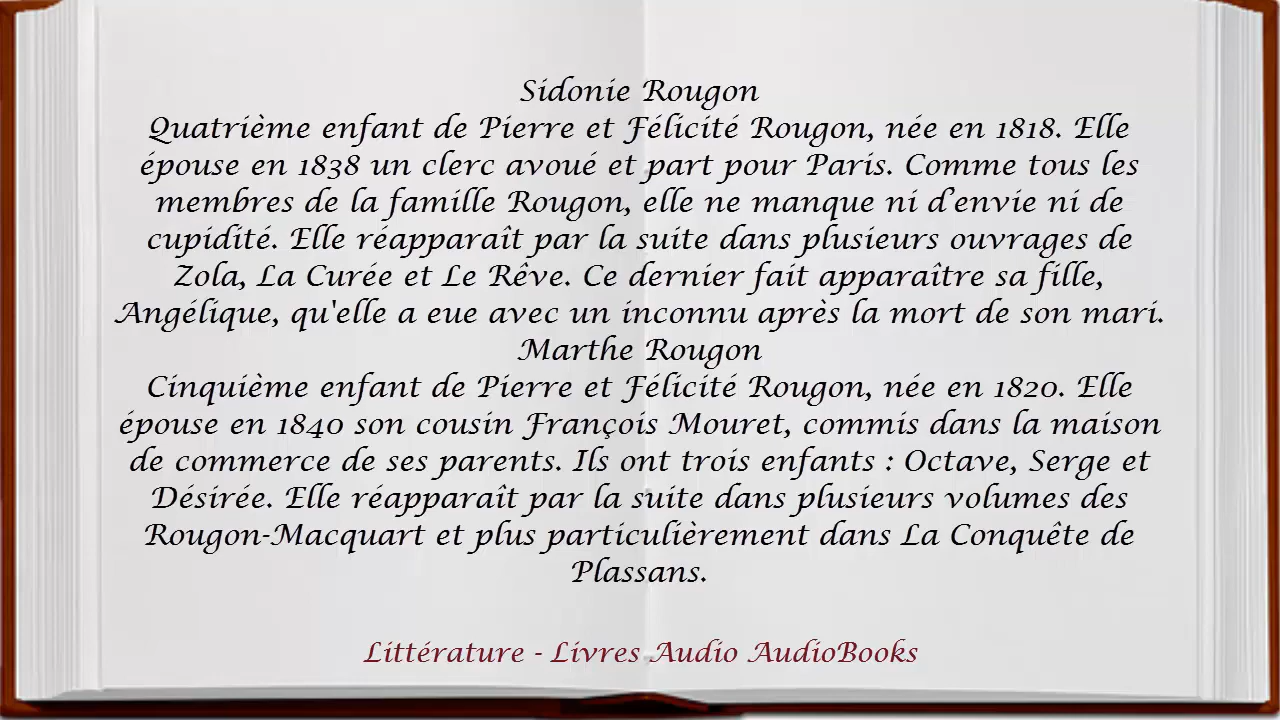 Sidonie Rougon
Quatrième enfant de Pierre et Félicité Rougon, née en 1818. Elle
épouse en 1838 un clerc avoué et part pour Paris. Comme tous les
membres de la famille Rougon, elle ne manque ni d'envie ni de
cupidité. Elle réapparaît par la suite dans plusieurs ouvrages de
Zola, La Curée et Le Rêve. Ce dernier fait apparaître sa fille,
Angélique, qu'elle a eue avec un inconnu après la mort de son mari.
Marthe Rougon
Cinquième enfant de Pierre et Félicité Rougon, née en 1820. Elle
épouse en 1840 son cousin François Mouret, commis dans la maison
de commerce de ses parents. Ils ont trois enfants : Octave, Serge et
Désirée. Elle réapparaît par la suite dans plusieurs volumes des
Rougon-Macquart et plus particulièrement dans La Conquête de
Plassans.
Littérature - Livres Audio AudioBooks